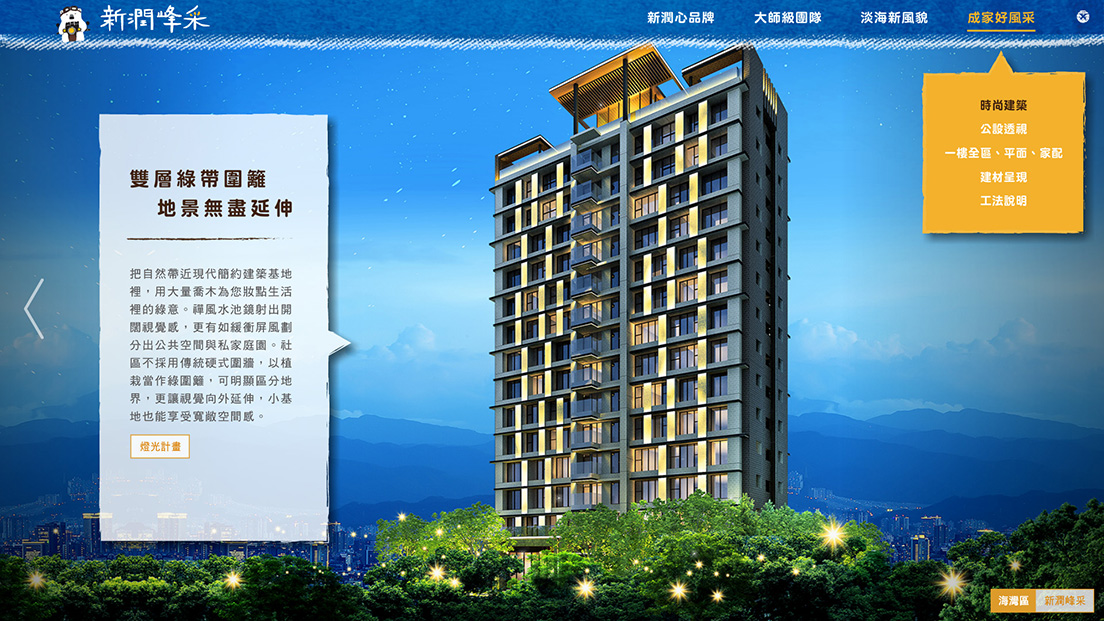 新潤峰采
新潤心品牌
大師級團隊
淡海新風貌
成家好風采
時尚建築
公設透視
一樓全區、平面、家配
建材呈現
工法說明
雙層綠帶圍籬
地景無盡延伸
把自然帶近現代簡約建築基地
裡，用大量喬木為您妝點生活
裡的綠意。禪風水池鏡射出開
闊視覺感，更有如緩衝屏風劃
分出公共空間與私家庭園。社
區不採用傳統硬式圍牆，以植
栽當作綠圍籬，可明顯區分地
界，更讓視覺向外延伸，小基
地也能享受寬敞空間感。
燈光計畫
海灣區
新潤峰采